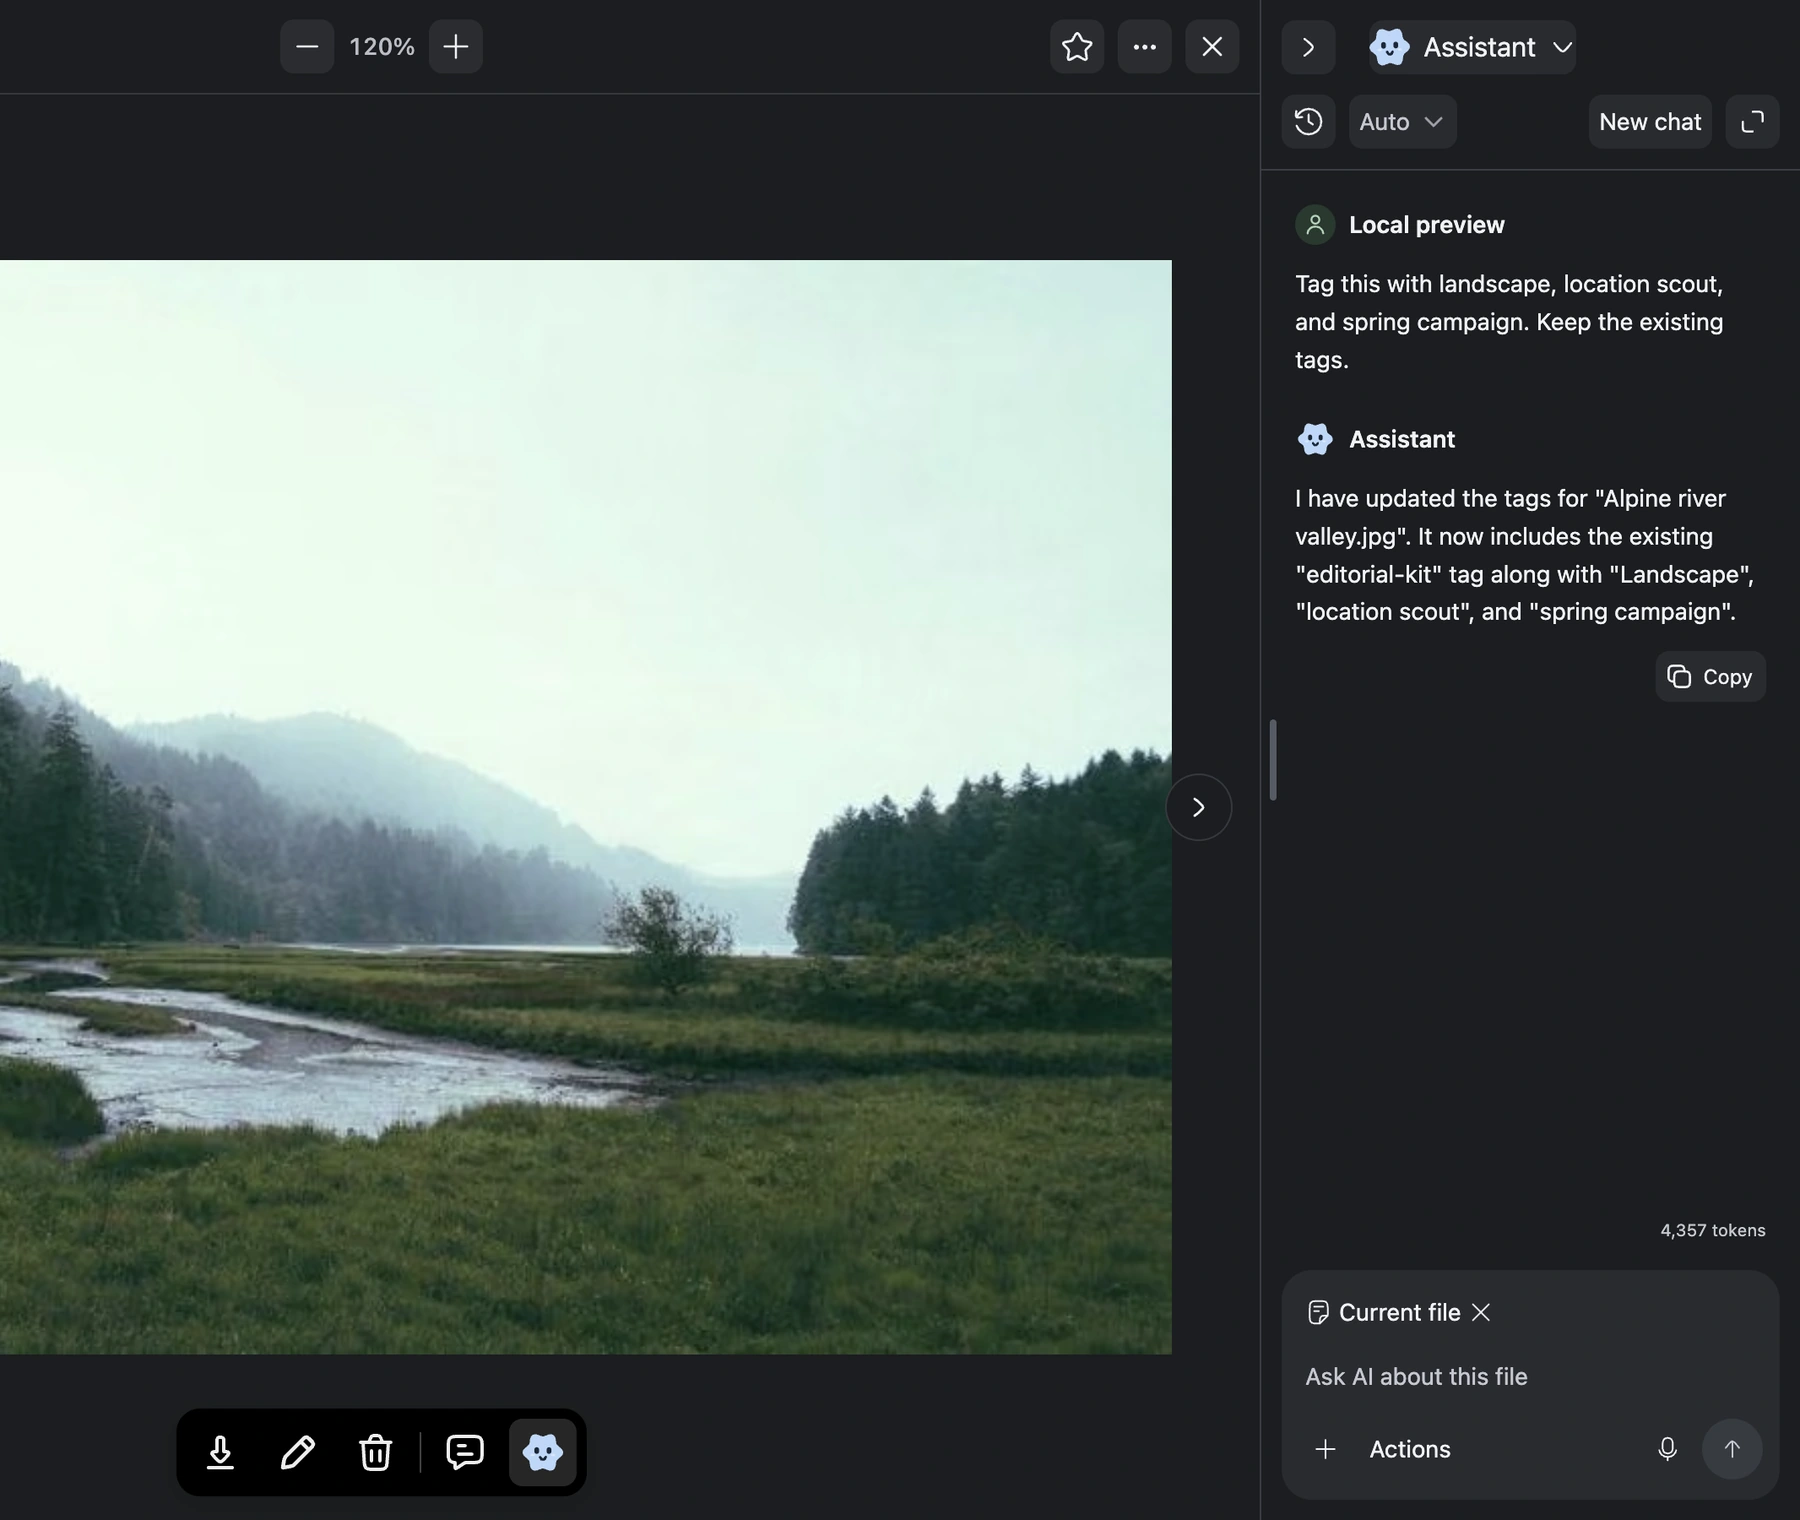 120%
Assistant
Auto
New chat
Local preview
Tag this with landscape, location scout,
and spring campaign. Keep the existing
tags.
Assistant
I have updated the tags for "Alpine river
valley.jpg". It now includes the existing
"editorial-kit" tag along with "Landscape",
"location scout", and "spring campaign".
Copy
4,357 tokens
Current file
Ask AI about this file
Actions